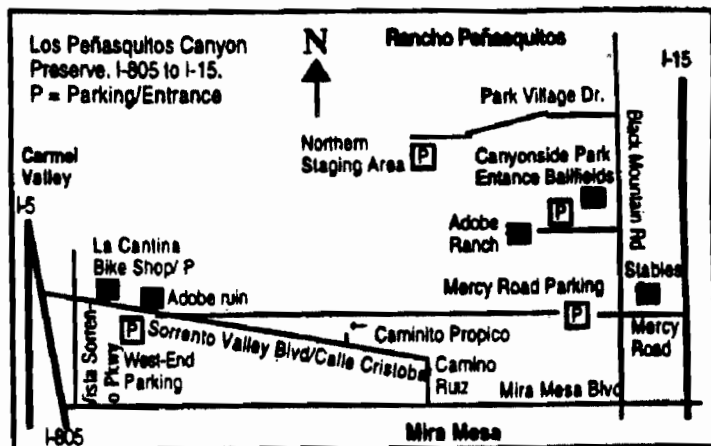 Los Peñasquitos Canyon
Preserve. I-805 to I-15.
P = Parking/Entrance
N
Rancho Peñasquitos
I-15
Park Village Dr.
Northern
Staging Area
P
Canyonside Park
Entance Ballfields
P
Black Mountain Rd
Carmel
Valley
I-5
Adobe
Ranch
La Cantina
Bike Shop/ P
Adobe ruin
Mercy Road Parking
P
Stables
Mercy
Road
P
West-End
Parking
Vista Sorren
o Pkwy
Sorrento Valley Blvd/Calle Cristoba
Caminito Propico
Camino
Ruiz
Mira Mesa Blvd
I-805
Mira Mesa